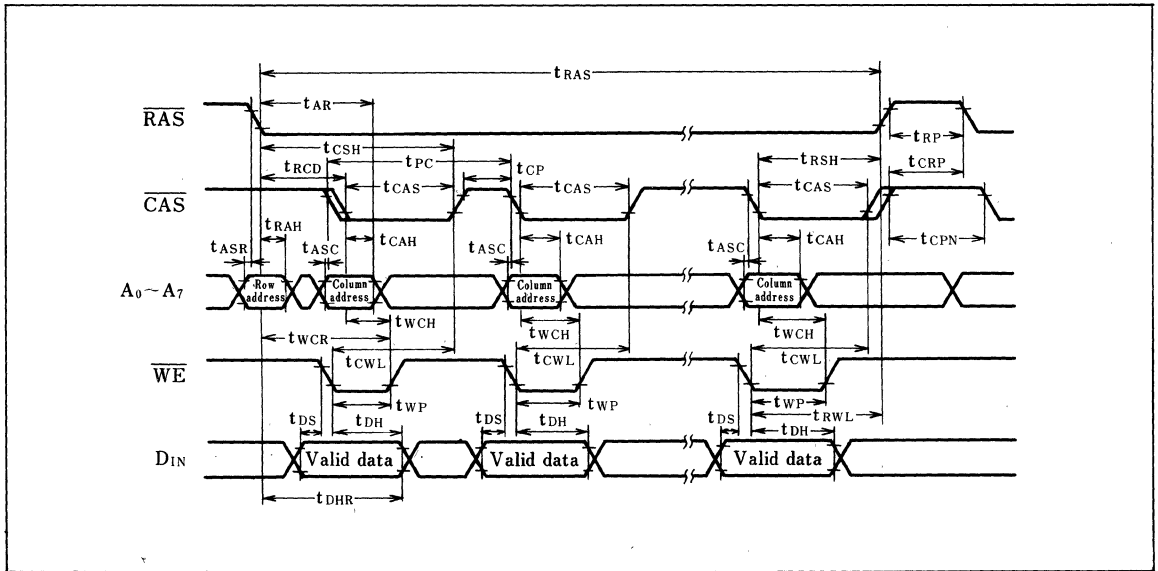 tRAS
tAR
RAS
tRP
tCSH
tPC
tRSH
tCRP
tRCD
tCP
tCAS
tCAS
tCAS
CAS
tRAH
tCAH
tCAH
tCAH
tCPN
tASR
tASC
tASC
tASC
A0~A7
Row address
Column address
Column address
Column address
tWCH
tWCH
tWCH
tWCR
tCWL
tCWL
tCWL
WE
tWP
tWP
tWP
tRWL
tDS
tDH
tDS
tDH
tDS
tDH
DIN
Valid data
Valid data
Valid data
tDHR